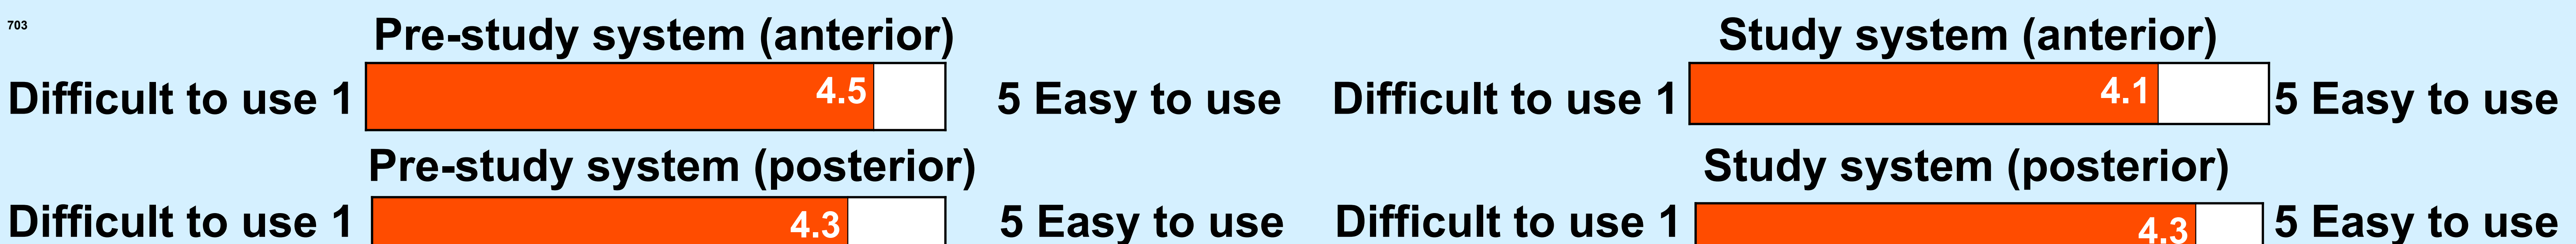 703
Pre-study system (anterior)
Study system (anterior)
Difficult to use 1 4.5 5 Easy to use
Difficult to use 1 4.1 5 Easy to use
Pre-study system (posterior)
Study system (posterior)
Difficult to use 1 4.3 5 Easy to use
Difficult to use 1 4.3 5 Easy to use